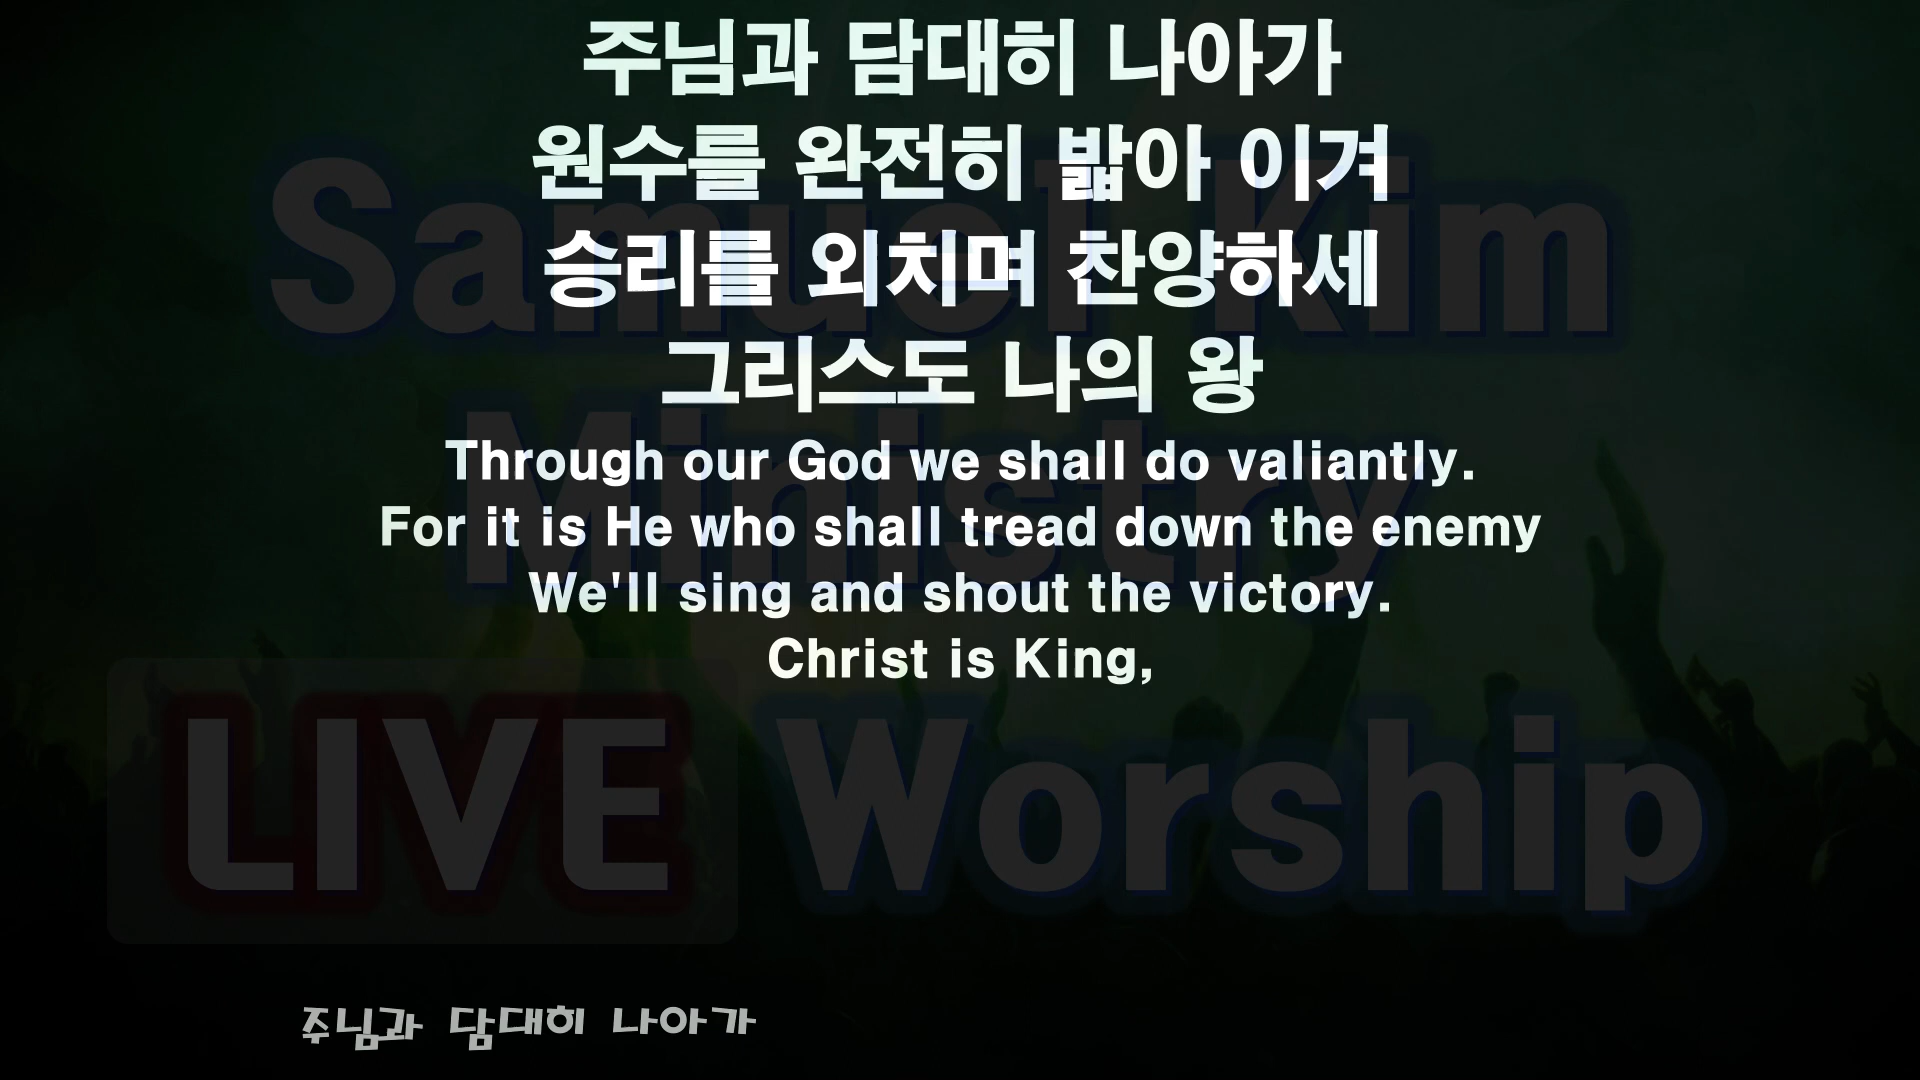 주님과 담대히 나아가
원수를 완전히 밟아 이겨
승리를 외치며 찬양하세
그리스도 나의 왕
Through our God we shall do valiantly.
For it is He who shall tread down the enemy
We'll sing and shout the victory.
Christ is King,
Samuel Kim
Ministry
LIVE Worship
주님과 담대히 나아가